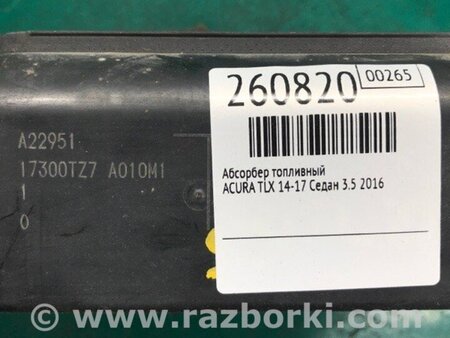 260820
00265
Абсорбер топливный
ACURA TLX 14-17 Седан 3.5 2016
A22951
17300TZ7 A010M1
1
0
© www.razborki.com